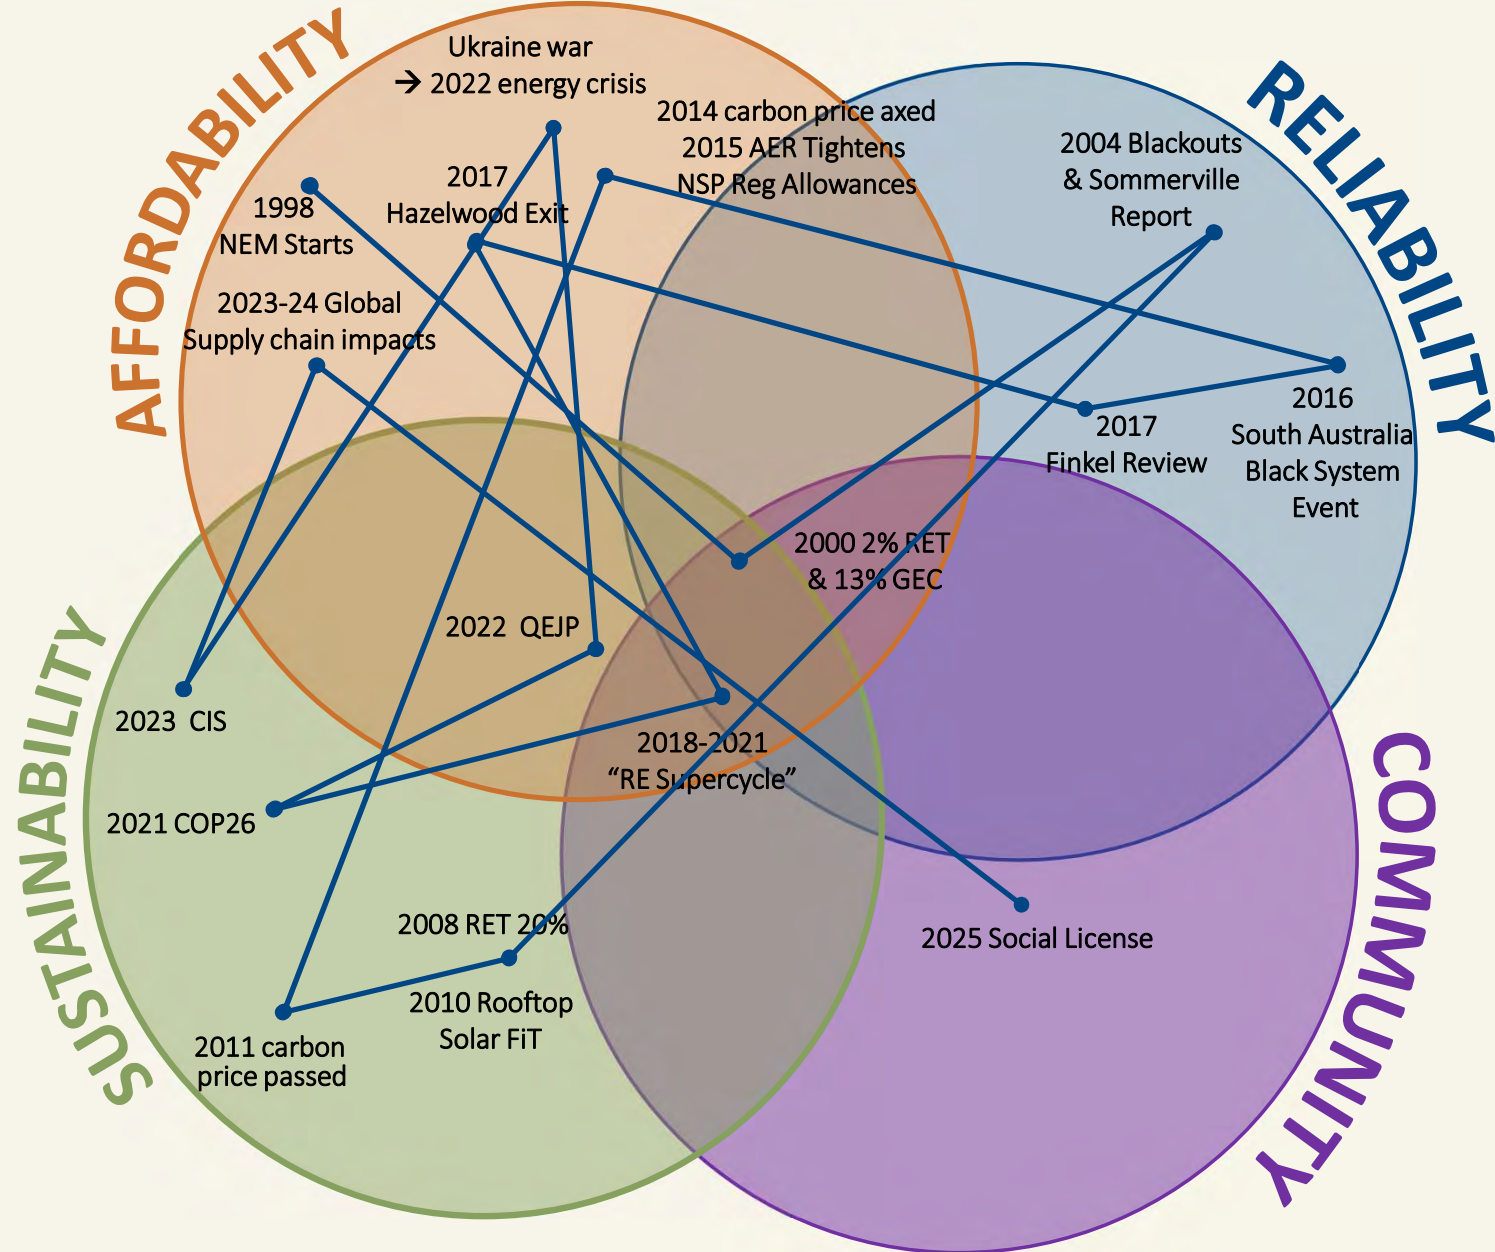 AFFORDABILITY
RELIABILITY
SUSTAINABILITY
COMMUNITY
Ukraine war
→ 2022 energy crisis
2014 carbon price axed
2015 AER Tightens
NSP Reg Allowances
2004 Blackouts
& Sommerville
Report
2017
Hazelwood Exit
1998
NEM Starts
2023-24 Global
Supply chain impacts
2016
South Australia
Black System
Event
2017
Finkel Review
2000 2% RET
& 13% GEC
2022 QEJP
2023 CIS
2018-2021
“RE Supercycle”
2021 COP26
2008 RET 20%
2010 Rooftop
Solar FiT
2011 carbon
price passed
2025 Social License